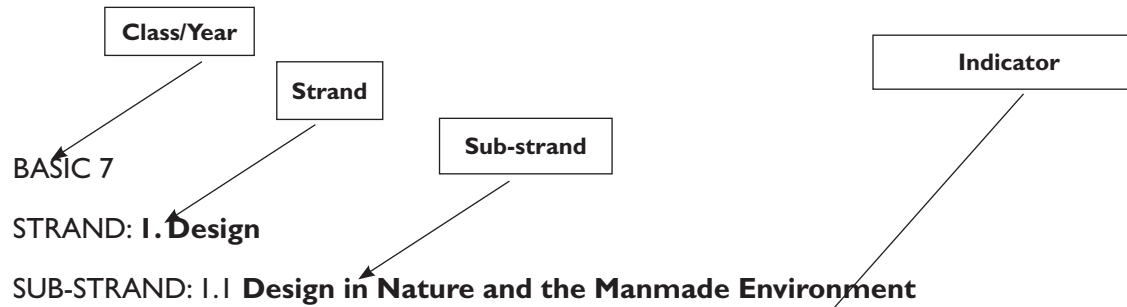 Class/Year
Indicator
Strand
Sub-strand
BASIC 7
STRAND: 1. Design
SUB-STRAND: 1.1 Design in Nature and the Manmade Environment